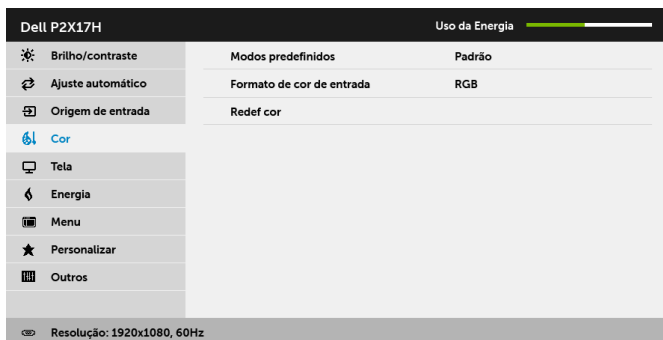 Dell P2X17H Uso da Energia
Brilho/contraste Modos predefinidos Padrão
Ajuste automático Formato de cor de entrada RGB
Origem de entrada Redef cor
Cor
Tela
Energia
Menu
Personalizar
Outros
Resolução: 1920x1080, 60Hz